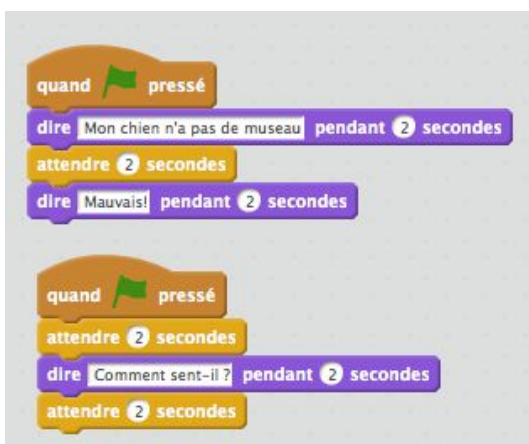 quand pressé
dire Mon chien n'a pas de museau pendant 2 secondes
attendre 2 secondes
dire Mauvais! pendant 2 secondes
quand pressé
attendre 2 secondes
dire Comment sent-il ? pendant 2 secondes
attendre 2 secondes